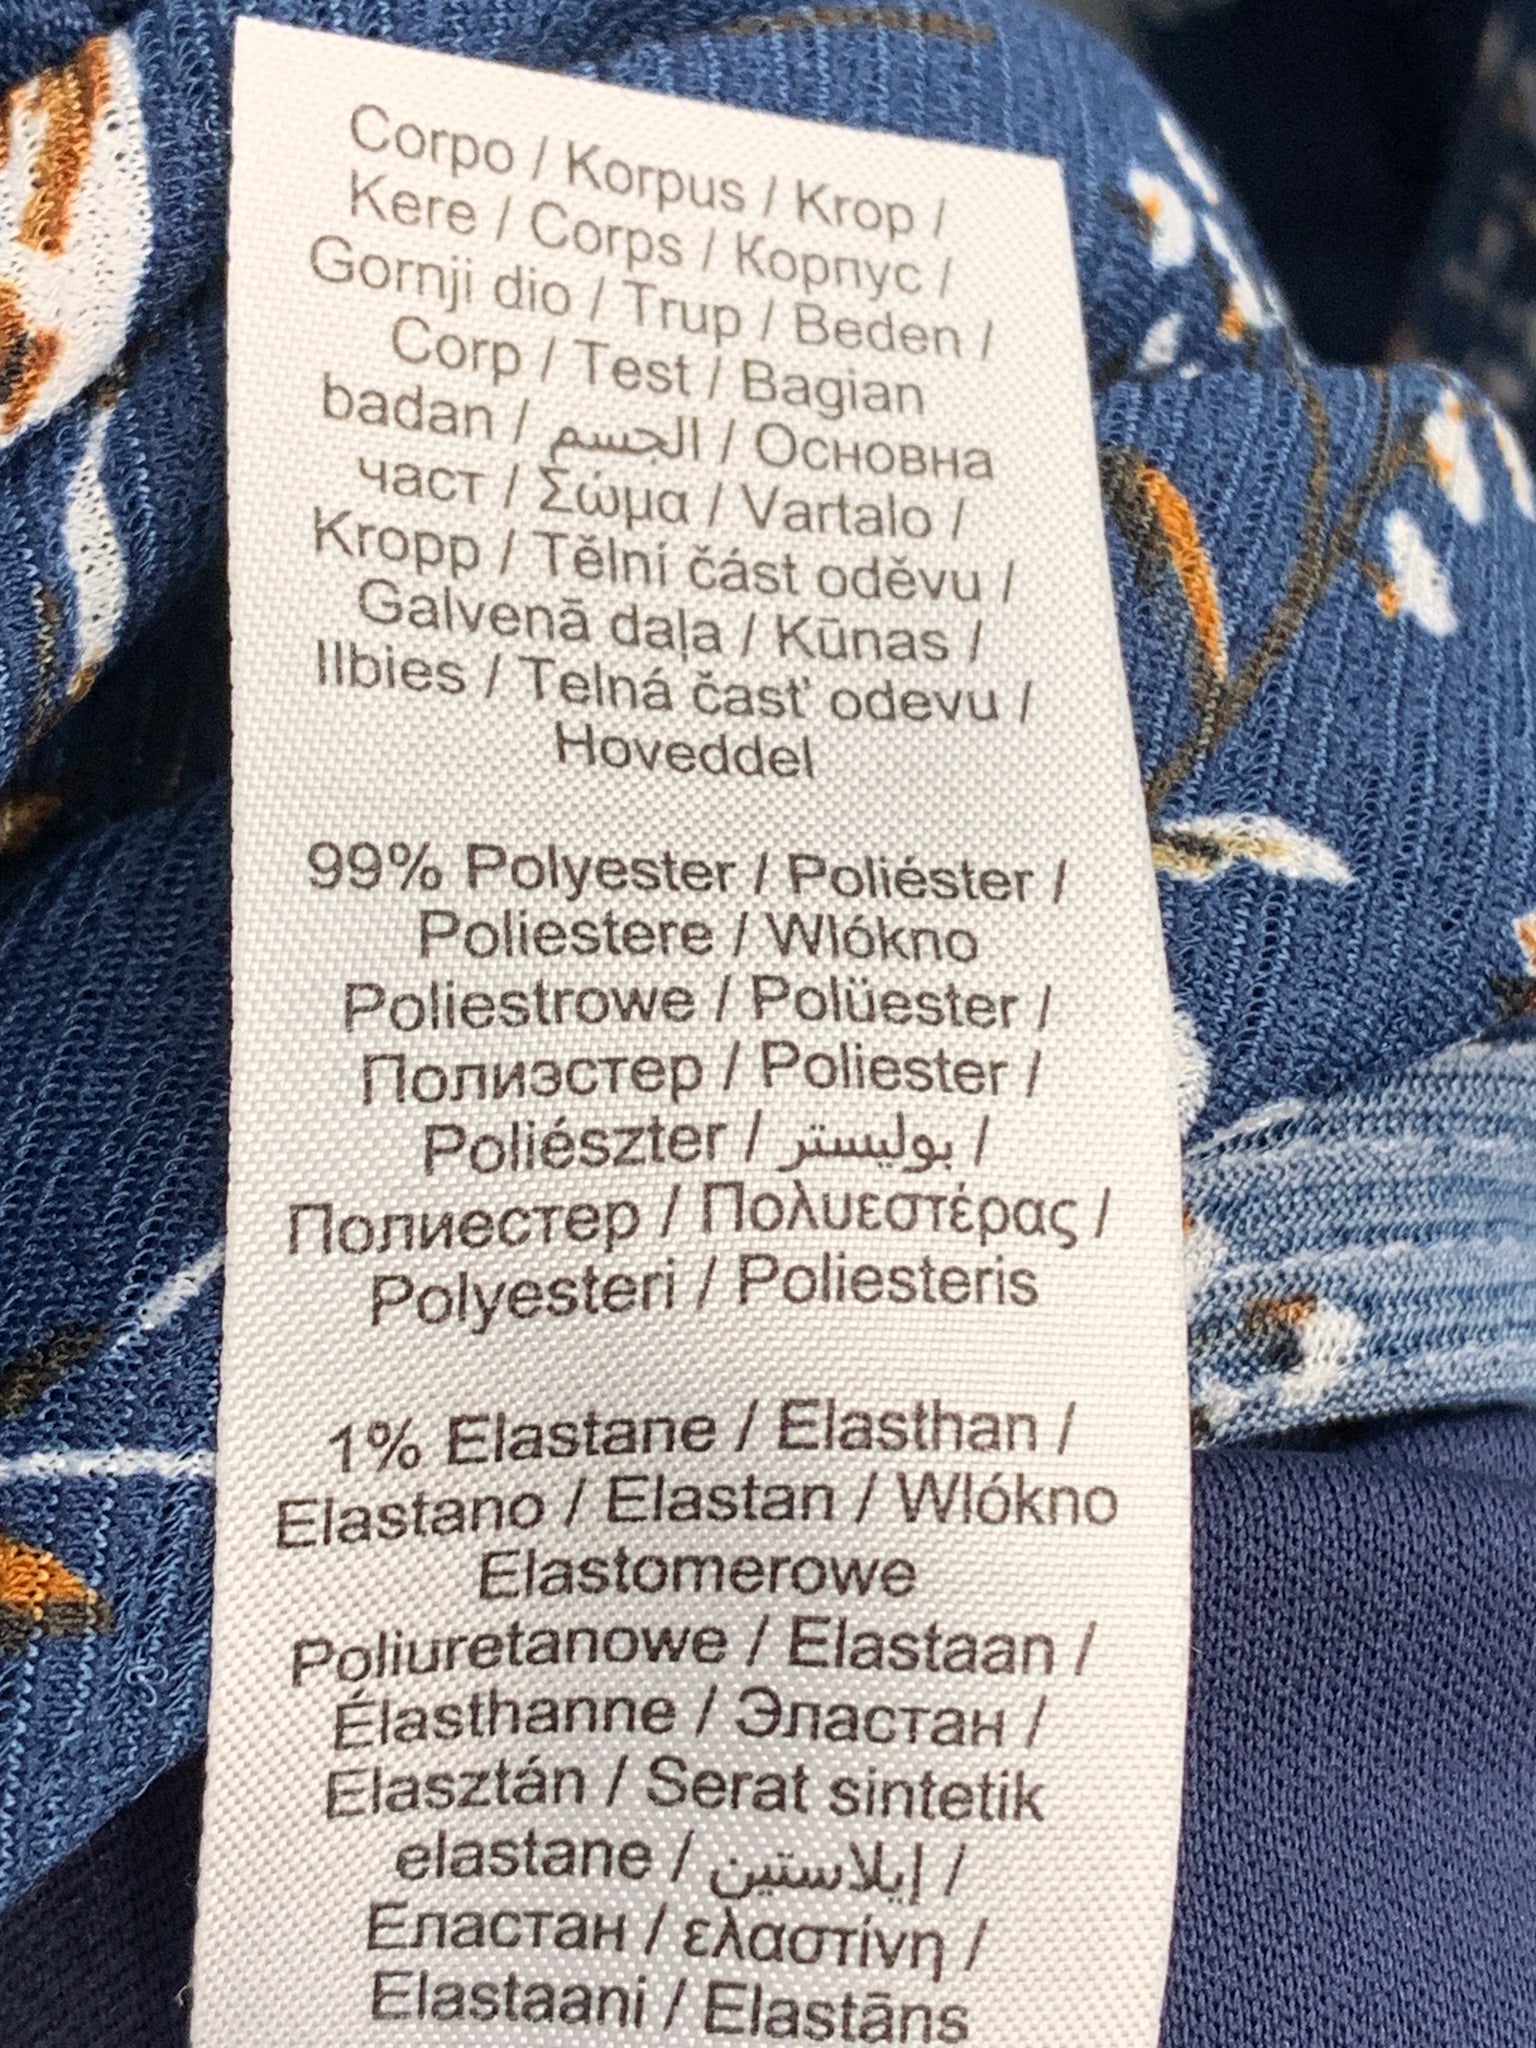 Corpo / Korpus / Krop /
Kere / Corps / Корпус /
Gornji dio / Trup / Beden /
Corp / Test / Bagian
badan / الجسم / Основна
част / Σώμα / Vartalo /
Kropp / Tělní část oděvu /
Galvenā daļa / Kūnas /
Ilbies / Telná časť odevu /
Hoveddel
99% Polyester / Poliéster /
Poliestere / Wlókno
Poliestrowe / Polüester /
Полиэстер / Poliester /
Poliészter / بوليستر /
Полиестер / Πολυεστέρας /
Polyesteri / Poliesteris
1% Elastane / Elasthan /
Elastano / Elastan / Wlókno
Elastomerowe
Poliuretanowe / Elastaan /
Élasthanne / Эластан /
Elasztán / Serat sintetik
elastane / إيلاستين /
Еластан / ελαστίνη /
Elastaani / Elastāns